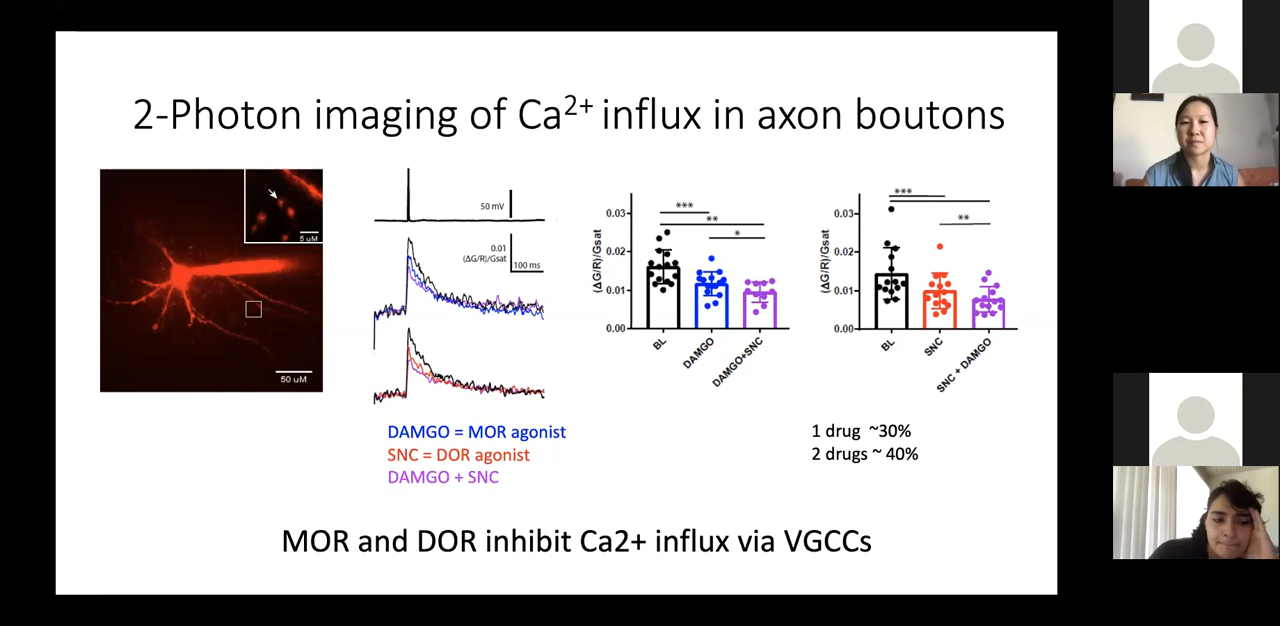 2-Photon imaging of Ca2+ influx in axon boutons
5 uM
50 uM
50 mV
0.01
(ΔG/R)/Gsat
100 ms
(ΔG/R)/Gsat
0.03
0.02
0.01
0.00
***
**
*
BL
DAMGO
DAMGO+SNC
(ΔG/R)/Gsat
0.03
0.02
0.01
0.00
***
**
BL
SNC
SNC + DAMGO
DAMGO = MOR agonist
SNC = DOR agonist
DAMGO + SNC
1 drug ~30%
2 drugs ~ 40%
MOR and DOR inhibit Ca2+ influx via VGCCs